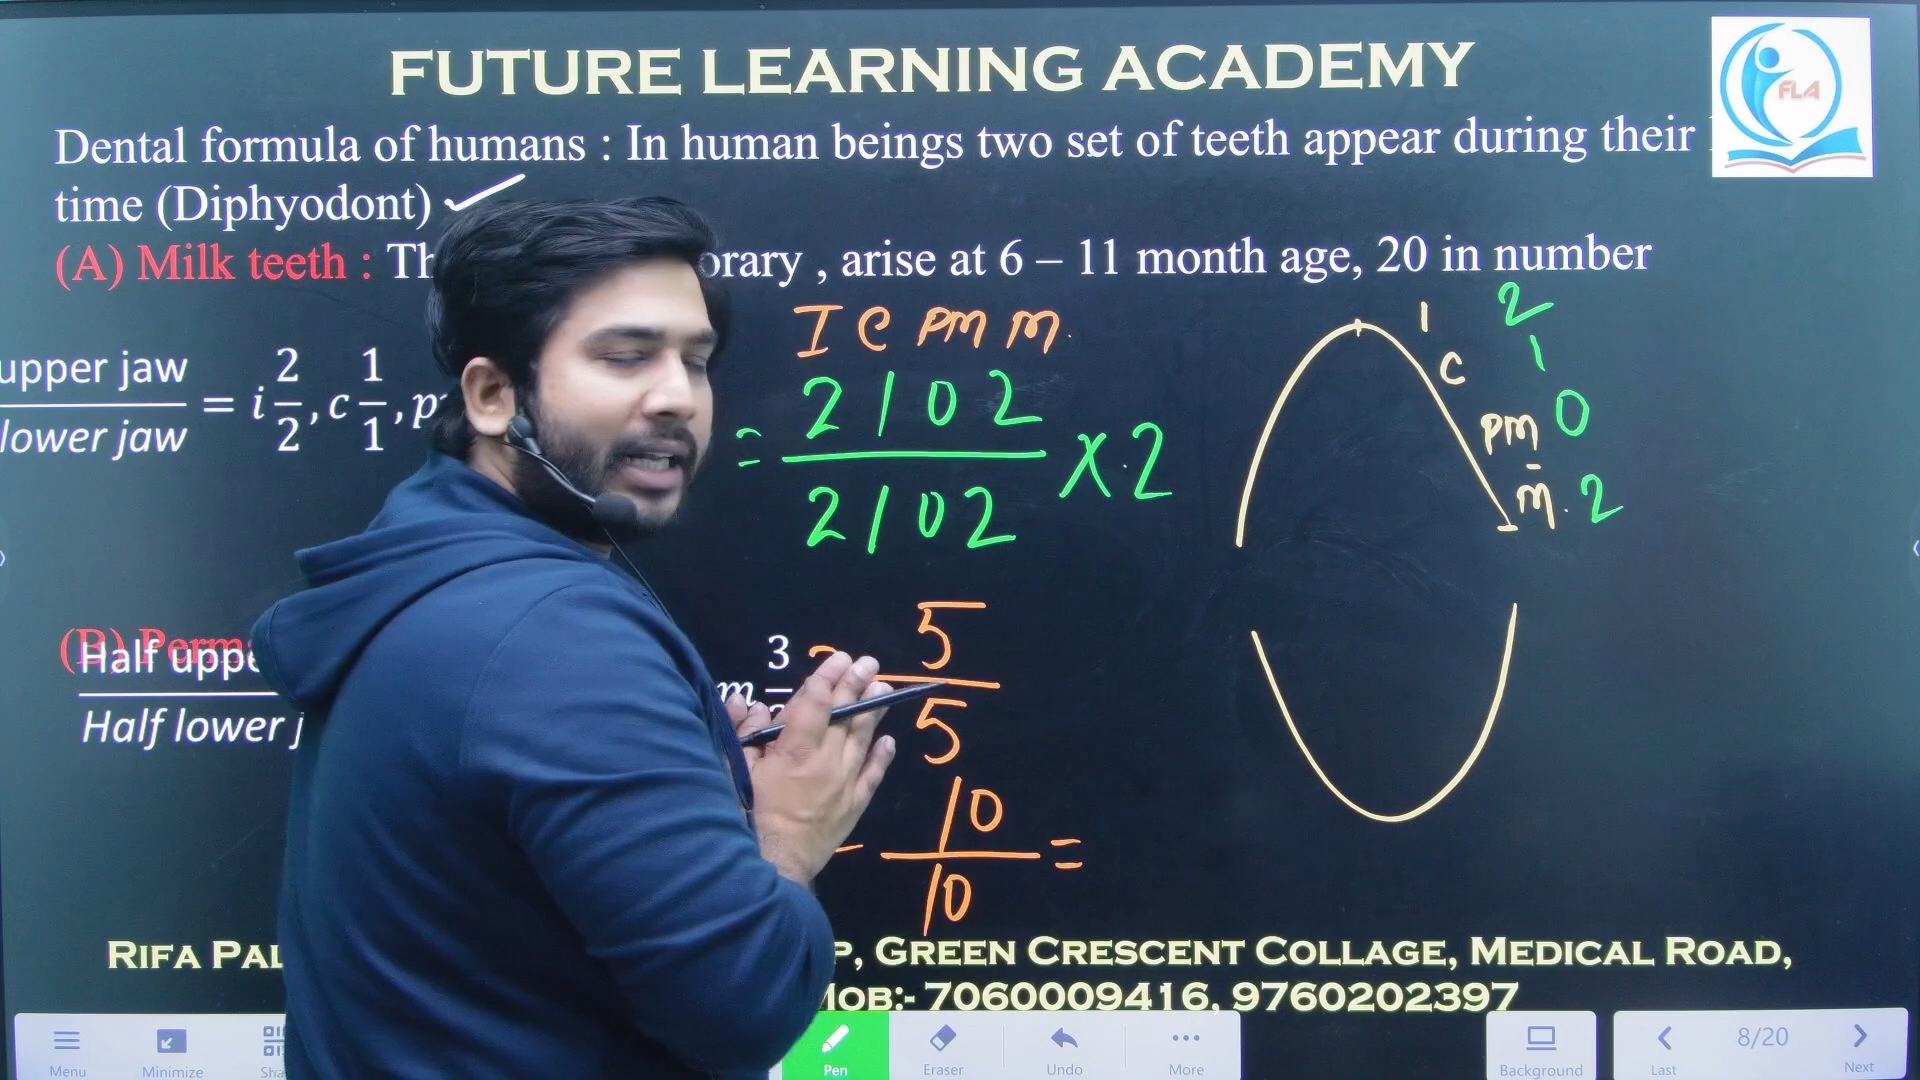 FUTURE LEARNING ACADEMY
FLA
Dental formula of humans : In human beings two set of teeth appear during their
time (Diphyodont) ✓
(A) Milk teeth : Th orary , arise at 6 – 11 month age, 20 in number
upper jaw / lower jaw = i 2/2, c 1/1, p
I C PM M.
= 2102 / 2102 × 2
I 2
C 1
PM 0
M. 2
(B) Perma
Half uppe
Half lower j
m 3
= 5 / 5
10 / 10 =
RIFA PAL P, GREEN CRESCENT COLLAGE, MEDICAL ROAD,
MOB:- 7060009416, 9760202397
Menu Minimize Sha Pen Eraser Undo More Background Last 8/20 Next